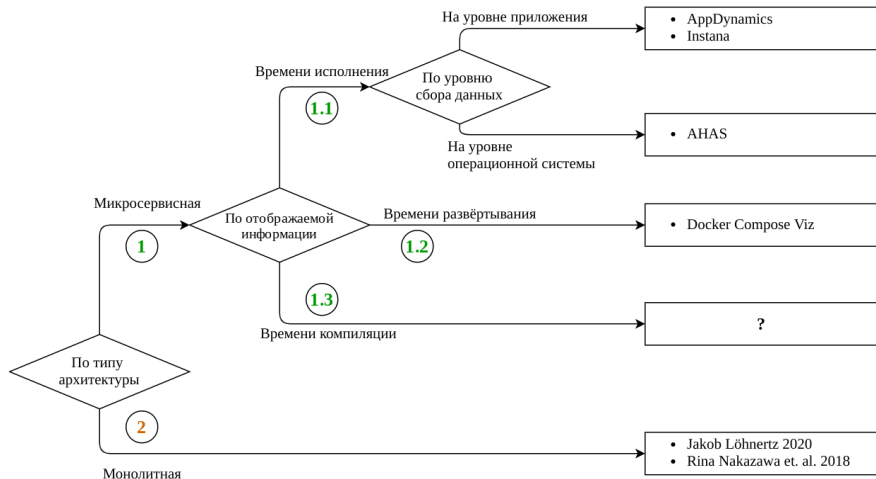 На уровне приложения
• AppDynamics
• Instana
Времени исполнения
По уровню
сбора данных
1.1
• AHAS
На уровне
операционной системы
Микросервисная
По отображаемой
информации
Времени развёртывания
• Docker Compose Viz
1
1.2
1.3
?
Времени компиляции
По типу
архитектуры
2
• Jakob Löhnertz 2020
• Rina Nakazawa et. al. 2018
Монолитная